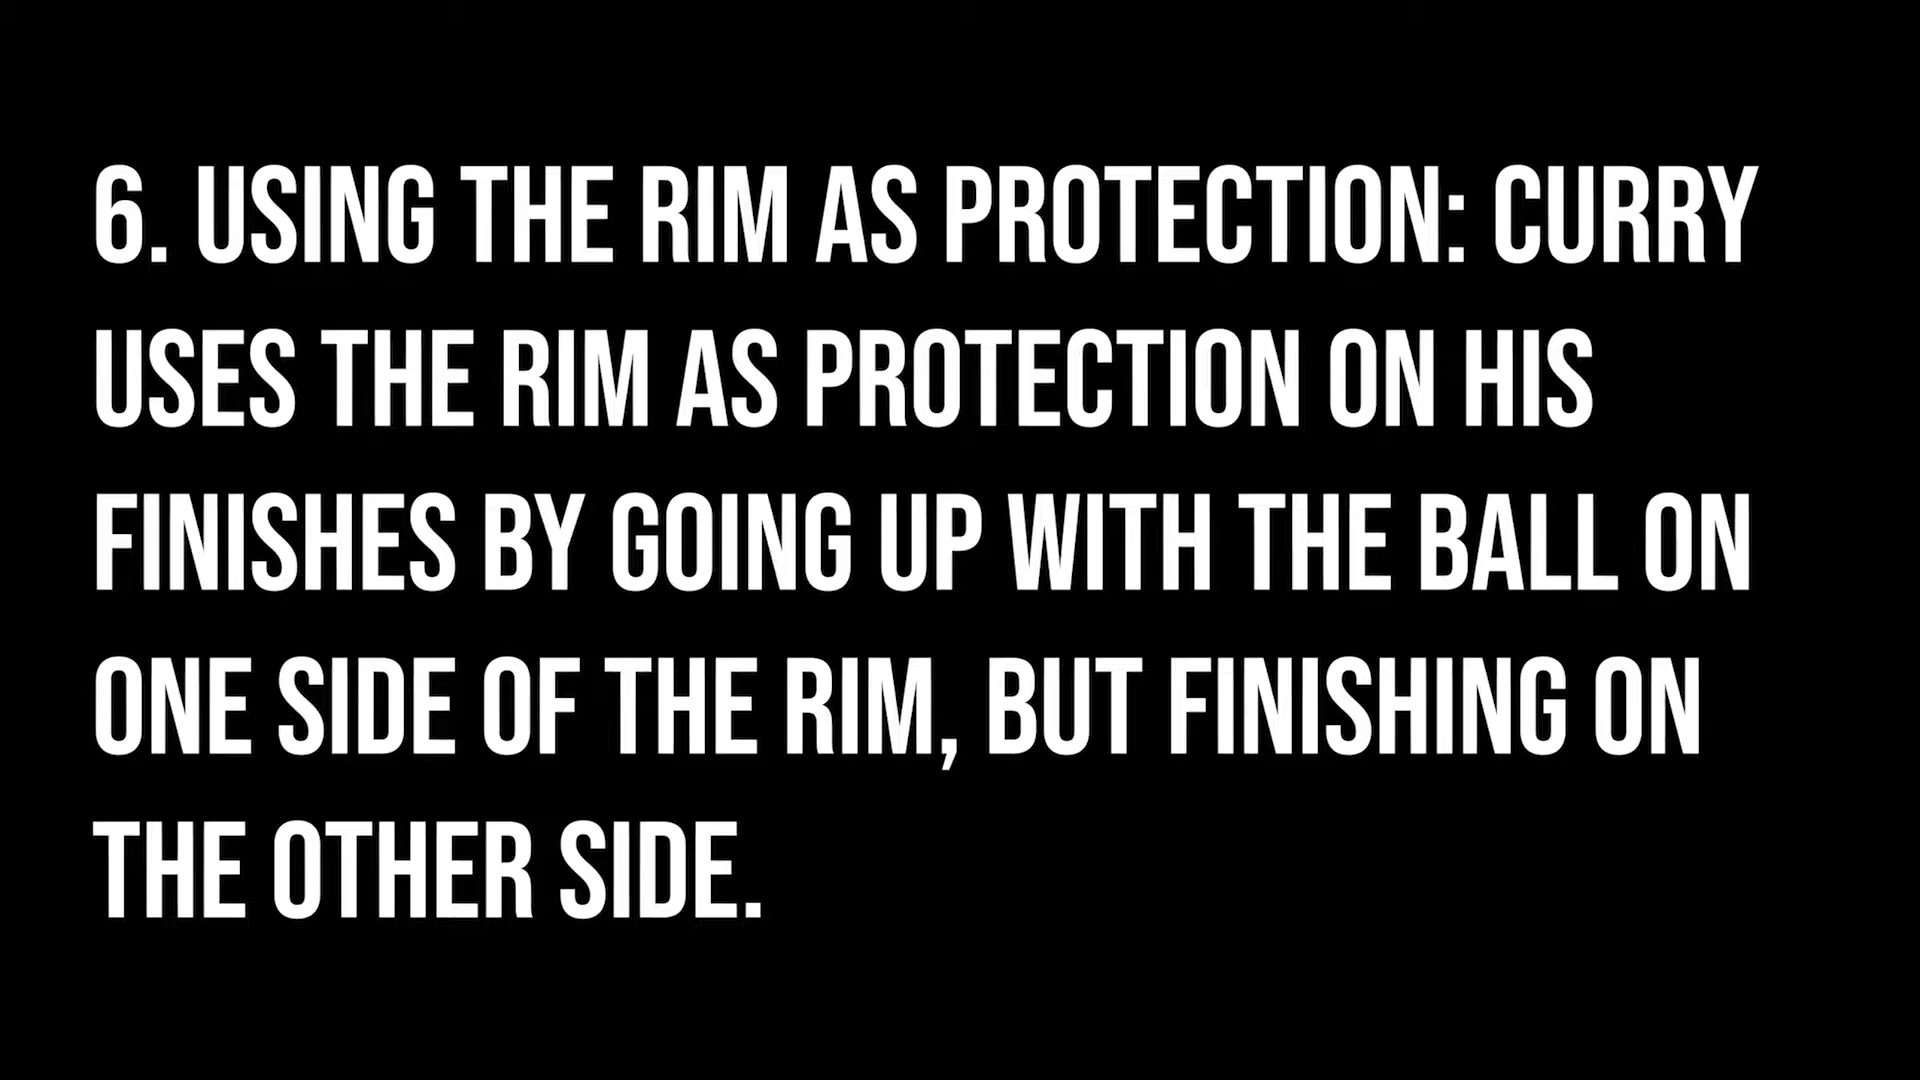 6. USING THE RIM AS PROTECTION: CURRY
USES THE RIM AS PROTECTION ON HIS
FINISHES BY GOING UP WITH THE BALL ON
ONE SIDE OF THE RIM, BUT FINISHING ON
THE OTHER SIDE.